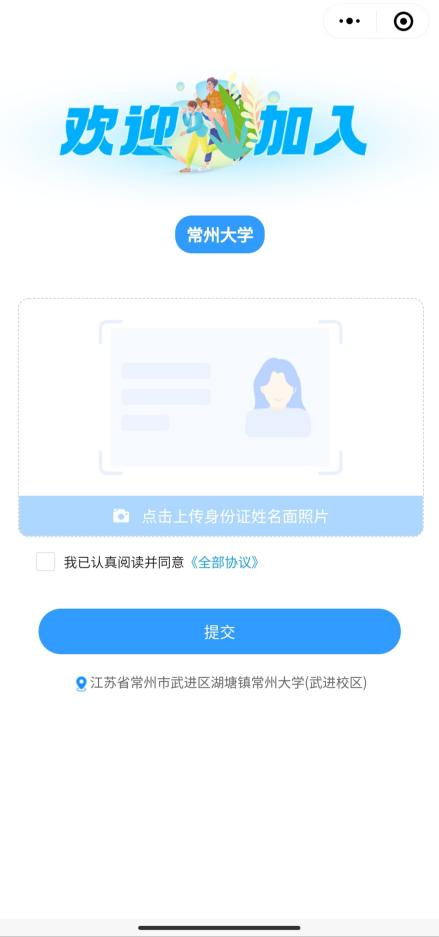 欢迎加入
常州大学
点击上传身份证姓名面照片
我已认真阅读并同意《全部协议》
提交
江苏省常州市武进区湖塘镇常州大学(武进校区)